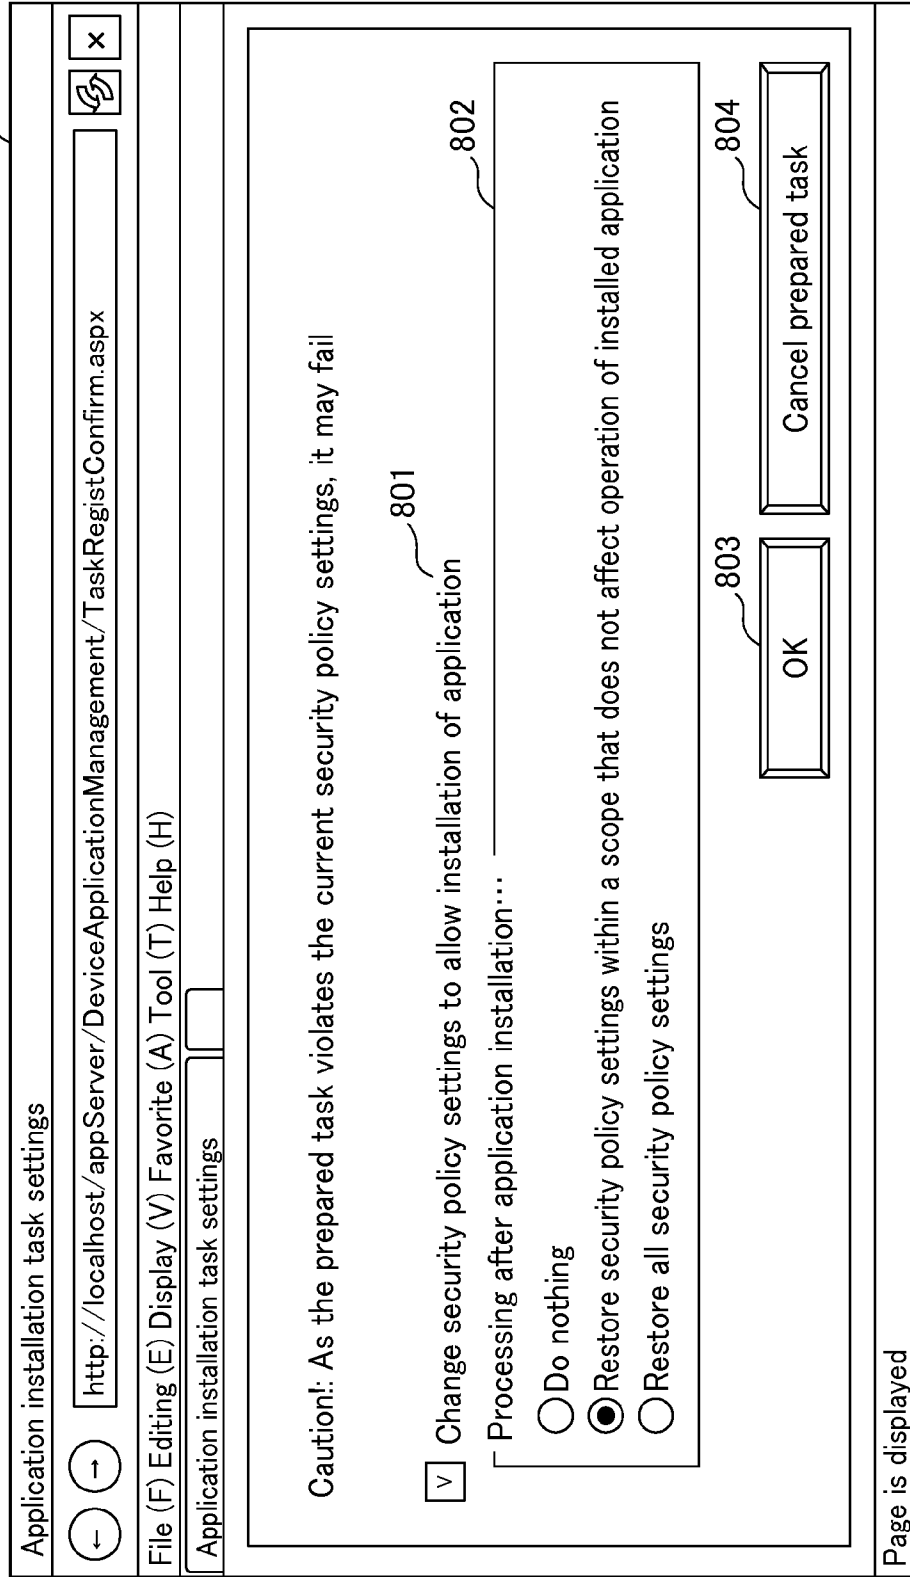 Application installation task settings
← → http://localhost/appServer/DeviceApplicationManagement/TaskRegistConfirm.aspx ×
File (F) Editing (E) Display (V) Favorite (A) Tool (T) Help (H)
Application installation task settings
Caution!: As the prepared task violates the current security policy settings, it may fail
801
v Change security policy settings to allow installation of application
802
Processing after application installation···
Do nothing
Restore security policy settings within a scope that does not affect operation of installed application
Restore all security policy settings
803 804
OK Cancel prepared task
Page is displayed